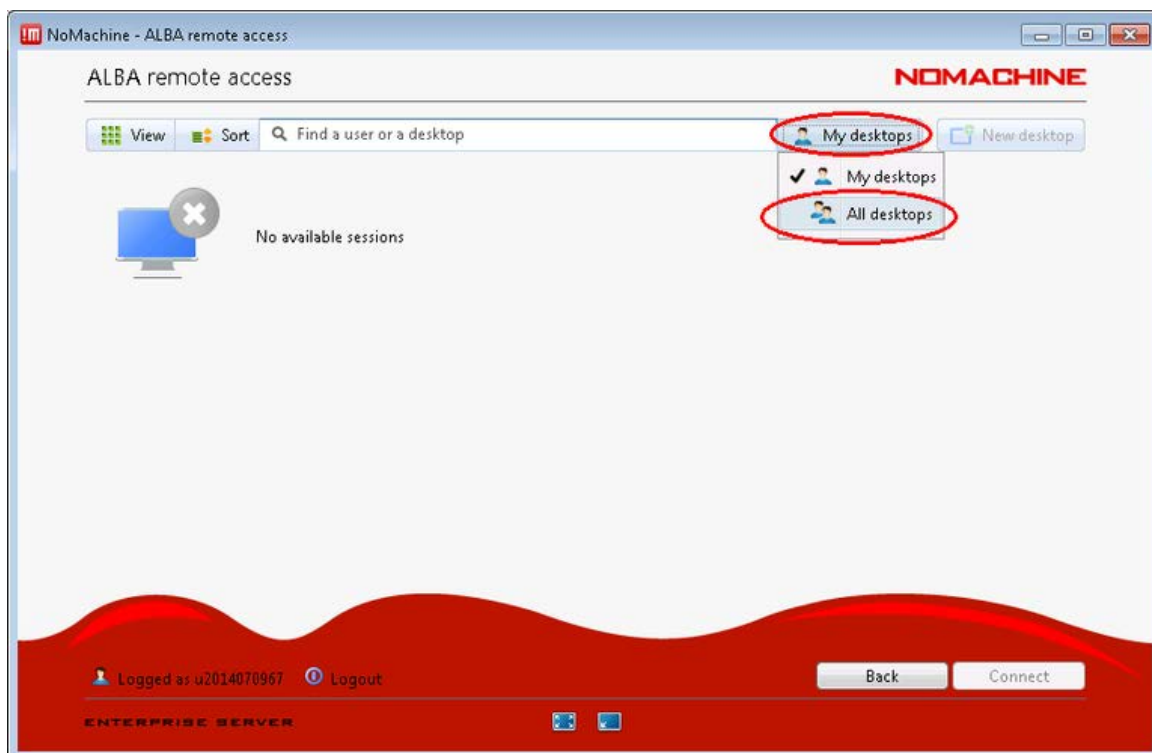 NoMachine - ALBA remote access
ALBA remote access
NOMACHINE
View Sort Find a user or a desktop My desktops New desktop
My desktops
All desktops
No available sessions
Logged as u2014070967 Logout Back Connect
ENTERPRISE SERVER